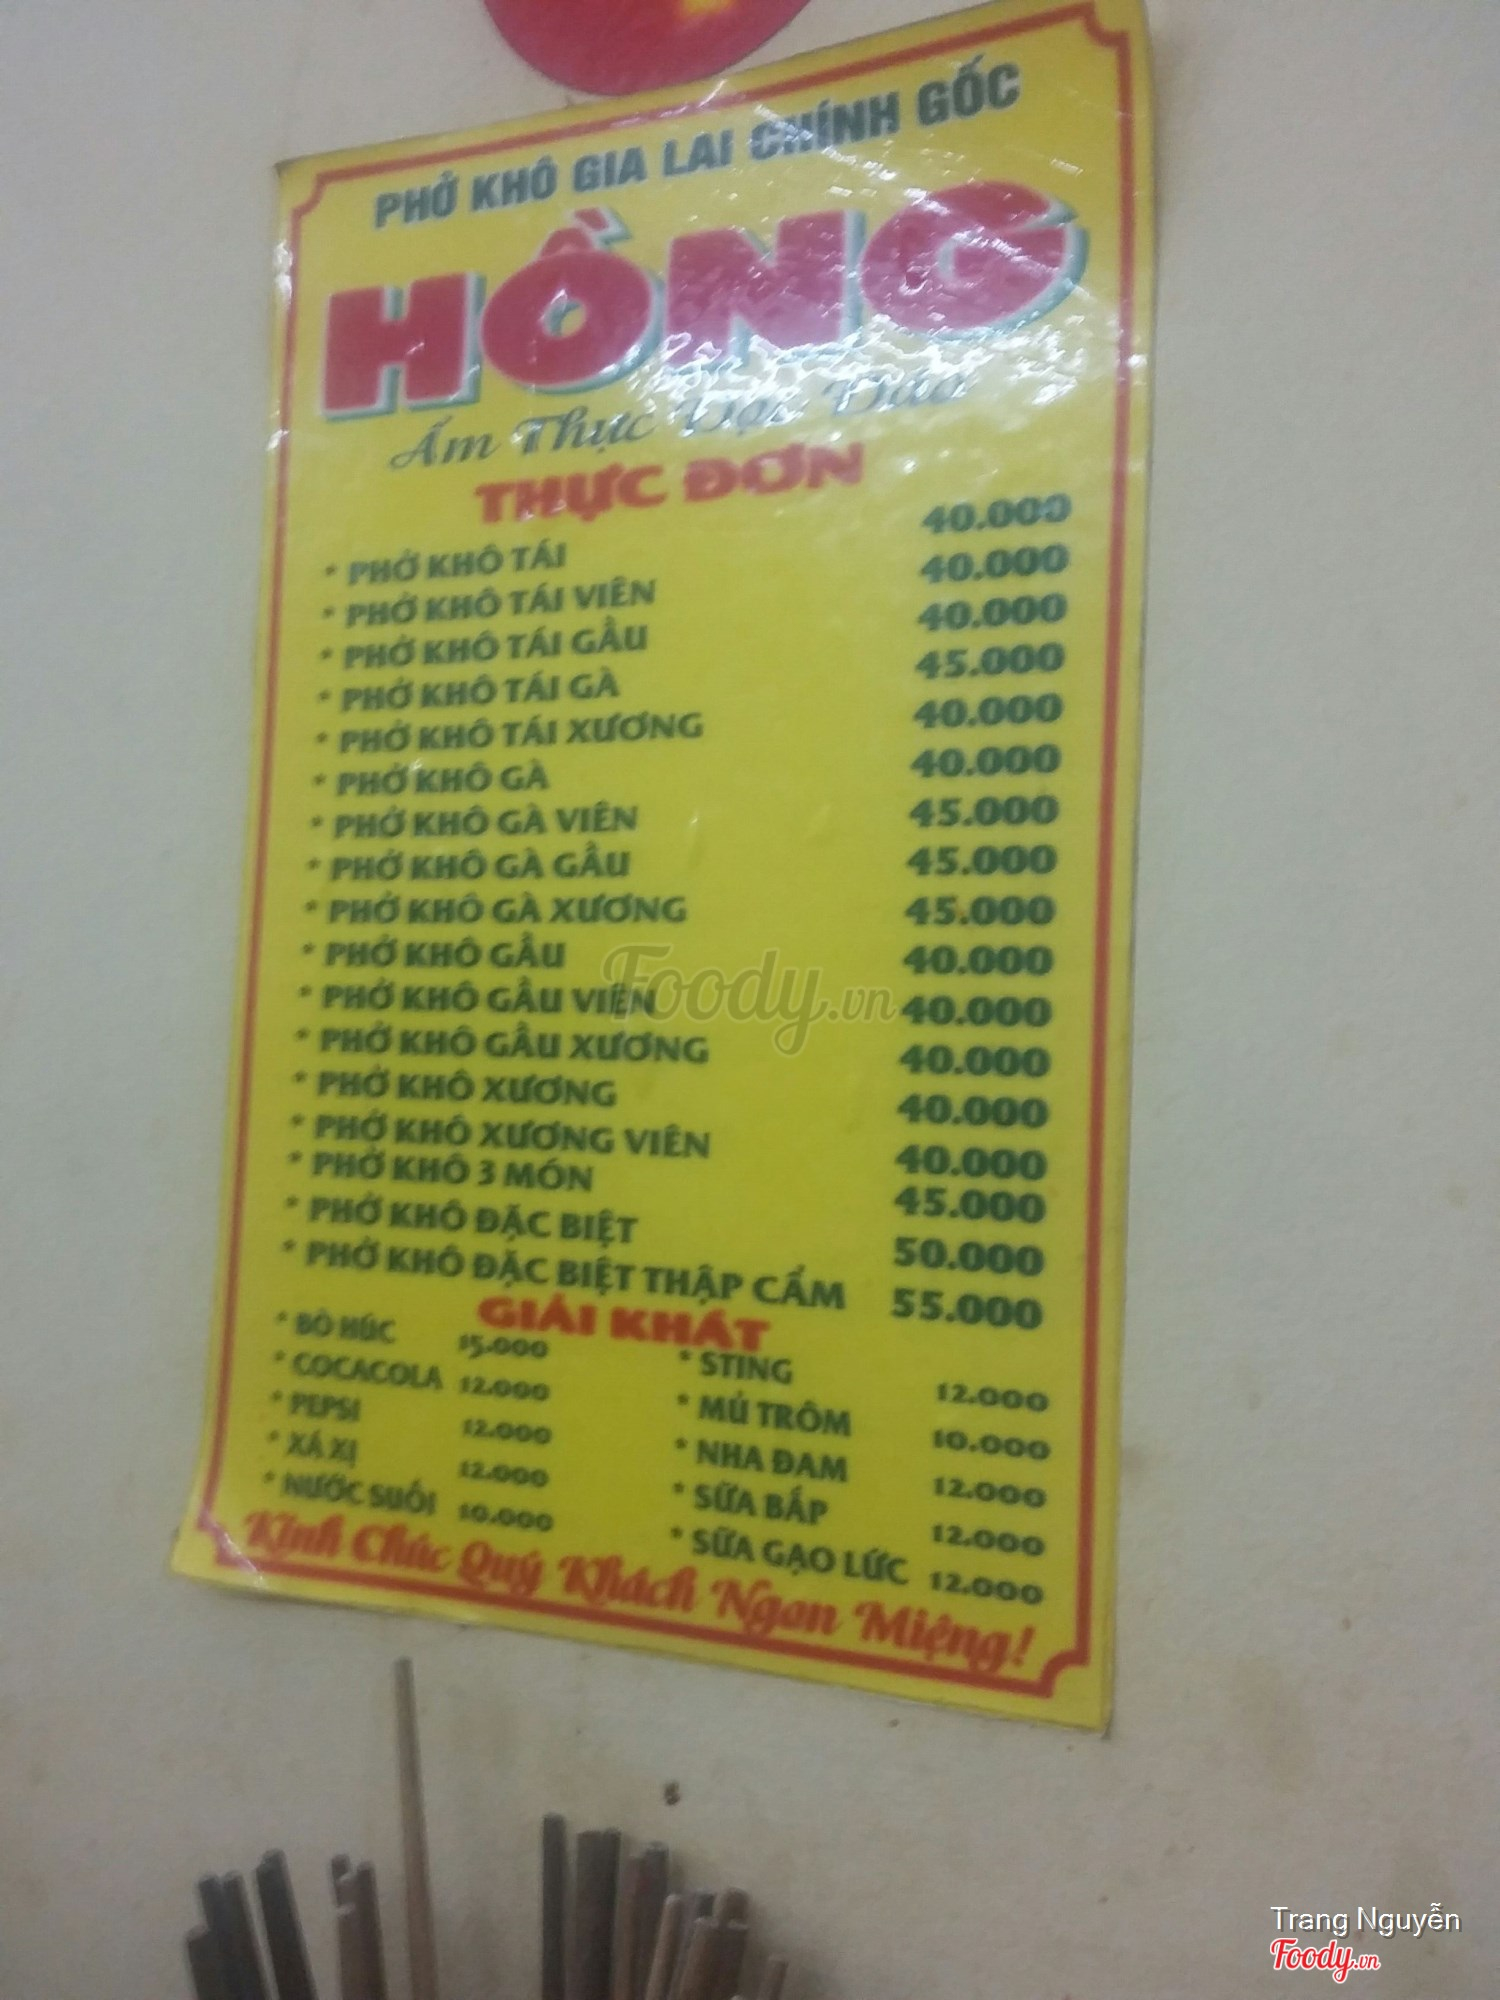 PHỞ KHÔ GIA LAI CHÍNH GỐC
HỒNG
Ẩm Thực Độc Đáo
THỰC ĐƠN
* PHỞ KHÔ TÁI 40.000
* PHỞ KHÔ TÁI VIÊN 40.000
* PHỞ KHÔ TÁI GẦU 40.000
* PHỞ KHÔ TÁI GÀ 45.000
* PHỞ KHÔ TÁI XƯƠNG 40.000
* PHỞ KHÔ GÀ 40.000
* PHỞ KHÔ GÀ VIÊN 45.000
* PHỞ KHÔ GÀ GẦU 45.000
* PHỞ KHÔ GÀ XƯƠNG 45.000
* PHỞ KHÔ GẦU 40.000
* PHỞ KHÔ GẦU VIÊN 40.000
* PHỞ KHÔ GẦU XƯƠNG 40.000
* PHỞ KHÔ XƯƠNG 40.000
* PHỞ KHÔ XƯƠNG VIÊN 40.000
* PHỞ KHÔ 3 MÓN 45.000
* PHỞ KHÔ ĐẶC BIỆT 50.000
* PHỞ KHÔ ĐẶC BIỆT THẬP CẨM 55.000
GIẢI KHÁT
* BÒ HÚC 15.000 * STING 12.000
* COCACOLA 12.000 * MỦ TRÔM 10.000
* PEPSI 12.000 * NHA ĐAM 12.000
* XÁ XỊ 12.000 * SỮA BẮP 12.000
* NƯỚC SUỐI 10.000 * SỮA GẠO LỨC 12.000
Kính Chúc Quý Khách Ngon Miệng!
Foody.vn
Trang Nguyễn
Foody.vn